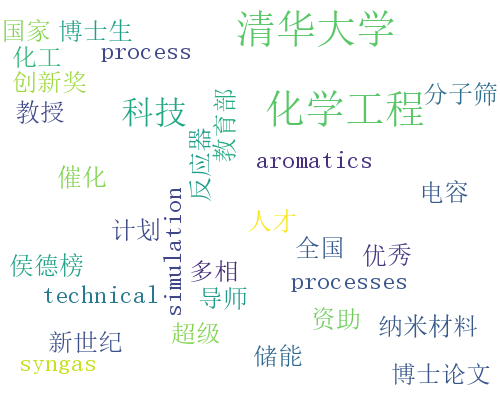 清华大学
国家 博士生
process
化工
创新奖
分子筛
化学工程
教授
科技
教育部
反应器
aromatics
催化
电容
simulation
人才
计划
全国
优秀
侯德榜
多相
processes
technical
导师
资助
纳米材料
超级
新世纪
储能
syngas
博士论文